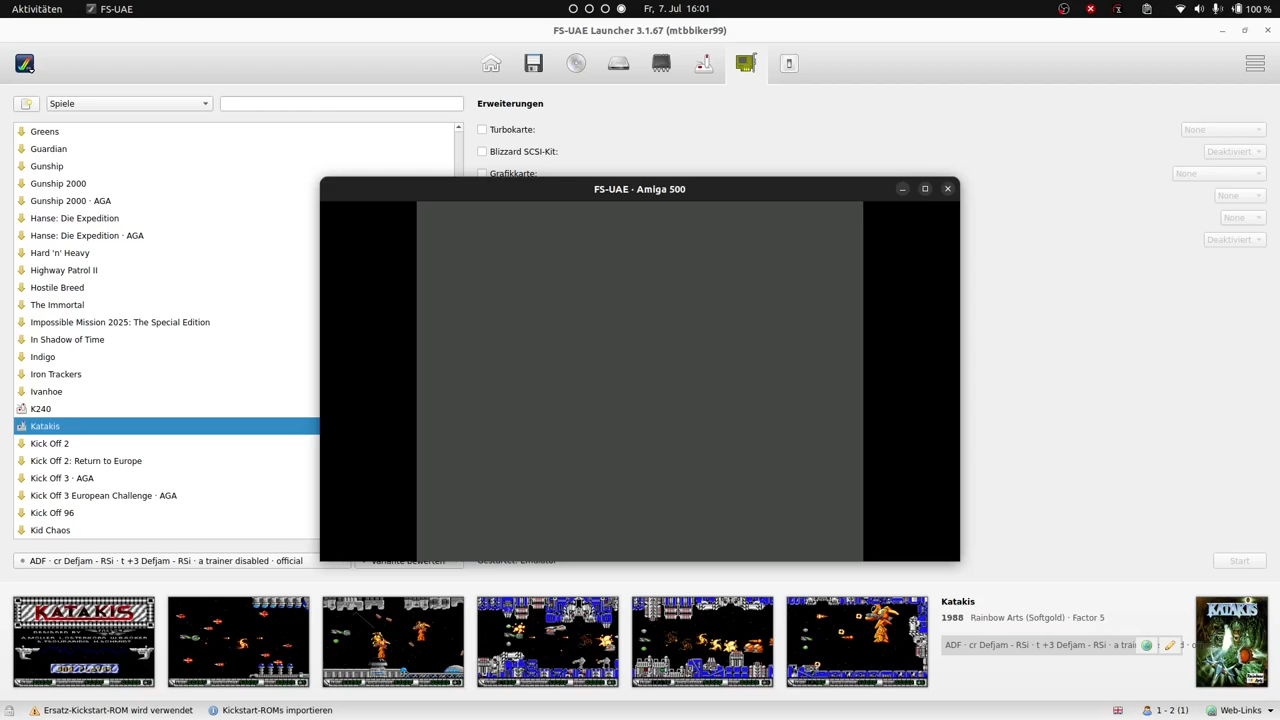 Aktivitäten
FS-UAE
Fr, 7. Jul 16:01
100 %
FS-UAE Launcher 3.1.67 (mtbbiker99)
Spiele
Erweiterungen
Greens
Guardian
Gunship
Gunship 2000
Gunship 2000 · AGA
Hanse: Die Expedition
Hanse: Die Expedition · AGA
Hard 'n' Heavy
Highway Patrol II
Hostile Breed
The Immortal
Impossible Mission 2025: The Special Edition
In Shadow of Time
Indigo
Iron Trackers
Ivanhoe
K240
Katakis
Kick Off 2
Kick Off 2: Return to Europe
Kick Off 3 · AGA
Kick Off 3 European Challenge · AGA
Kick Off 96
Kid Chaos
Turbokarte:
None
Blizzard SCSI-Kit:
Deaktiviert
Grafikkarte:
None
None
None
Deaktiviert
FS-UAE · Amiga 500
ADF · cr Defjam - RSi · t +3 Defjam - RSi · a trainer disabled · official
Variante bewerten
Gestartet: Emulator
Start
KATAKIS
Katakis
1988 Rainbow Arts (Softgold) · Factor 5
ADF · cr Defjam - RSi · t +3 Defjam - RSi · a trai
KATAKIS
Ersatz-Kickstart-ROM wird verwendet
Kickstart-ROMs importieren
1 - 2 (1)
Web-Links